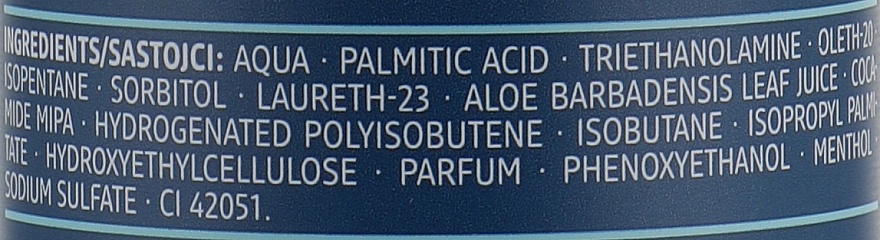 INGREDIENTS/SASTOJCI: AQUA · PALMITIC ACID · TRIETHANOLAMINE · OLETH-20 ·
ISOPENTANE · SORBITOL · LAURETH-23 · ALOE BARBADENSIS LEAF JUICE · COCA-
MIDE MIPA · HYDROGENATED POLYISOBUTENE · ISOBUTANE · ISOPROPYL PALMI-
TATE · HYDROXYETHYLCELLULOSE · PARFUM · PHENOXYETHANOL · MENTHOL ·
SODIUM SULFATE · CI 42051.